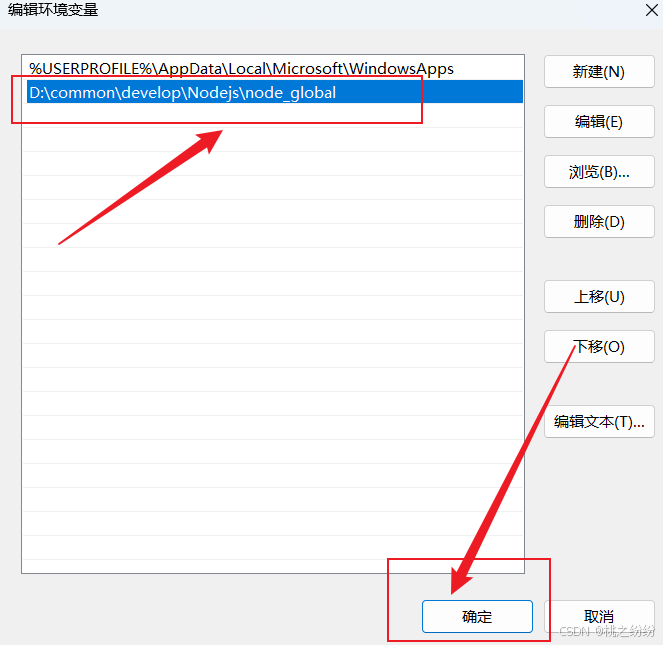 编辑环境变量
%USERPROFILE%\AppData\Local\Microsoft\WindowsApps
D:\common\develop\Nodejs\node_global
新建(N)
编辑(E)
浏览(B)...
删除(D)
上移(U)
下移(O)
编辑文本(T)...
确定
取消
CSDN @桃之纷纷